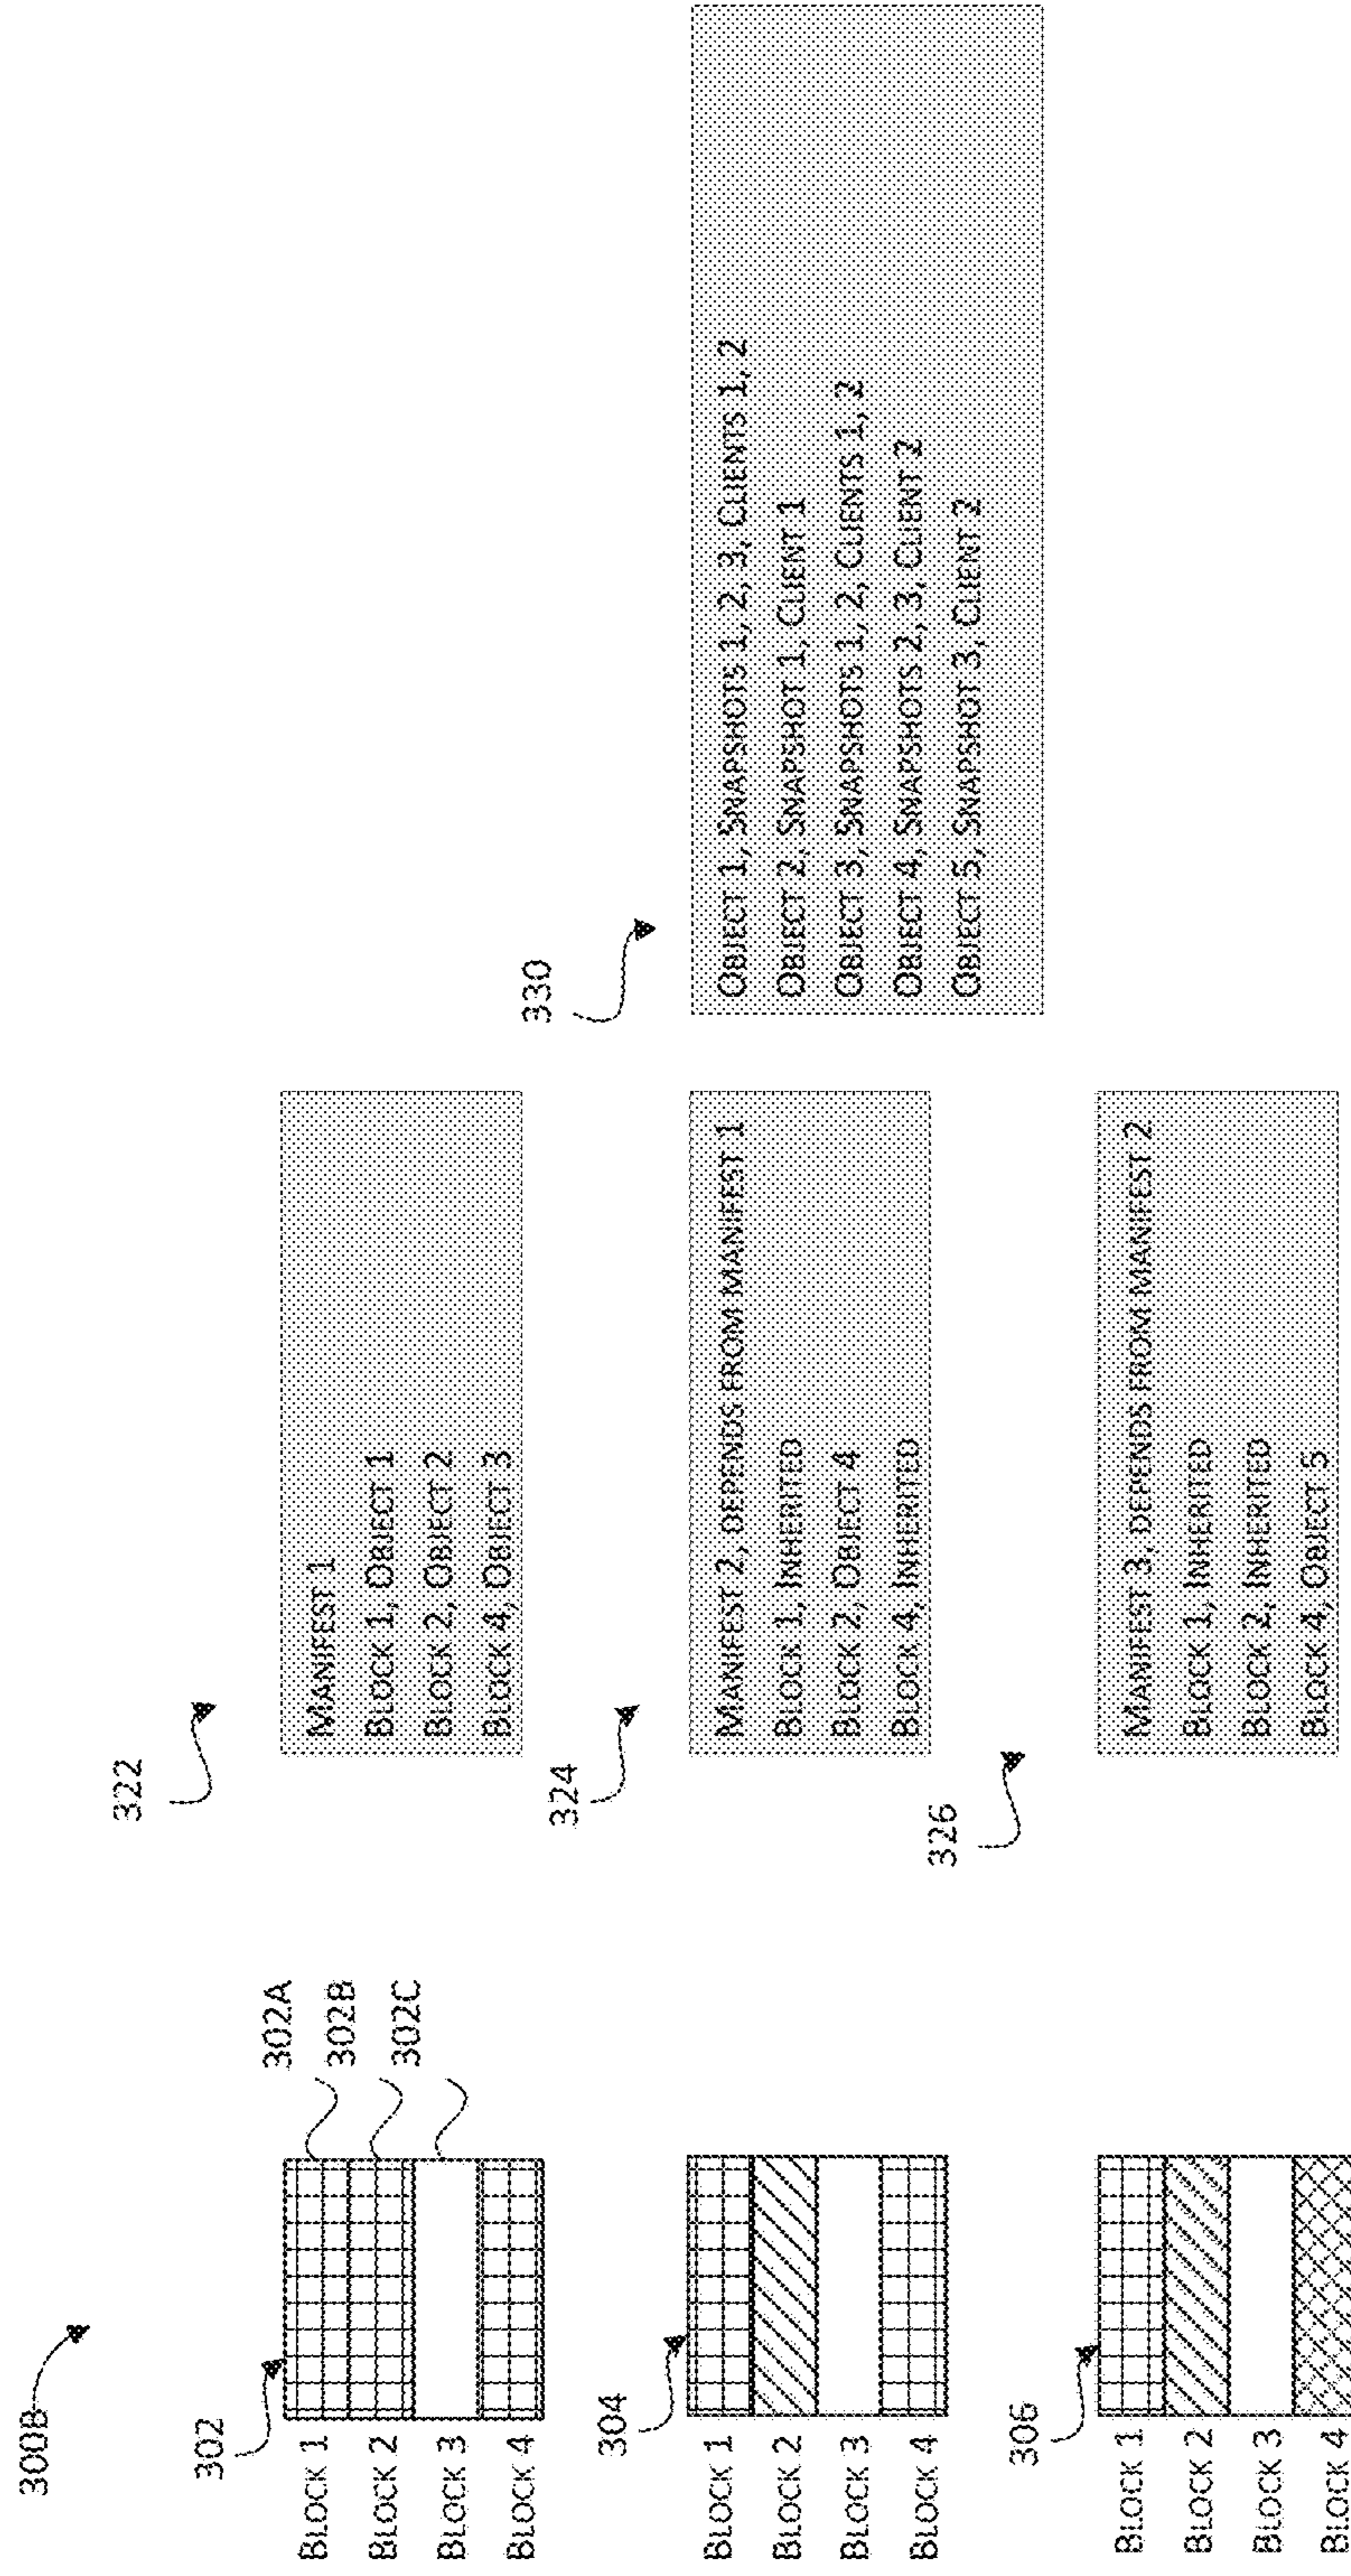 300B
302
BLOCK 1
BLOCK 2
BLOCK 3
BLOCK 4
302A
302B
302C
322
MANIFEST 1
BLOCK 1, OBJECT 1
BLOCK 2, OBJECT 2
BLOCK 4, OBJECT 3
304
BLOCK 1
BLOCK 2
BLOCK 3
BLOCK 4
324
MANIFEST 2, DEPENDS FROM MANIFEST 1
BLOCK 1, INHERITED
BLOCK 2, OBJECT 4
BLOCK 4, INHERITED
330
OBJECT 1, SNAPSHOTS 1, 2, 3, CLIENTS 1, 2
OBJECT 2, SNAPSHOT 1, CLIENT 1
OBJECT 3, SNAPSHOTS 1, 2, CLIENTS 1, 2
OBJECT 4, SNAPSHOTS 2, 3, CLIENT 2
OBJECT 5, SNAPSHOT 3, CLIENT 2
306
BLOCK 1
BLOCK 2
BLOCK 3
BLOCK 4
326
MANIFEST 3, DEPENDS FROM MANIFEST 2
BLOCK 1, INHERITED
BLOCK 2, INHERITED
BLOCK 4, OBJECT 5